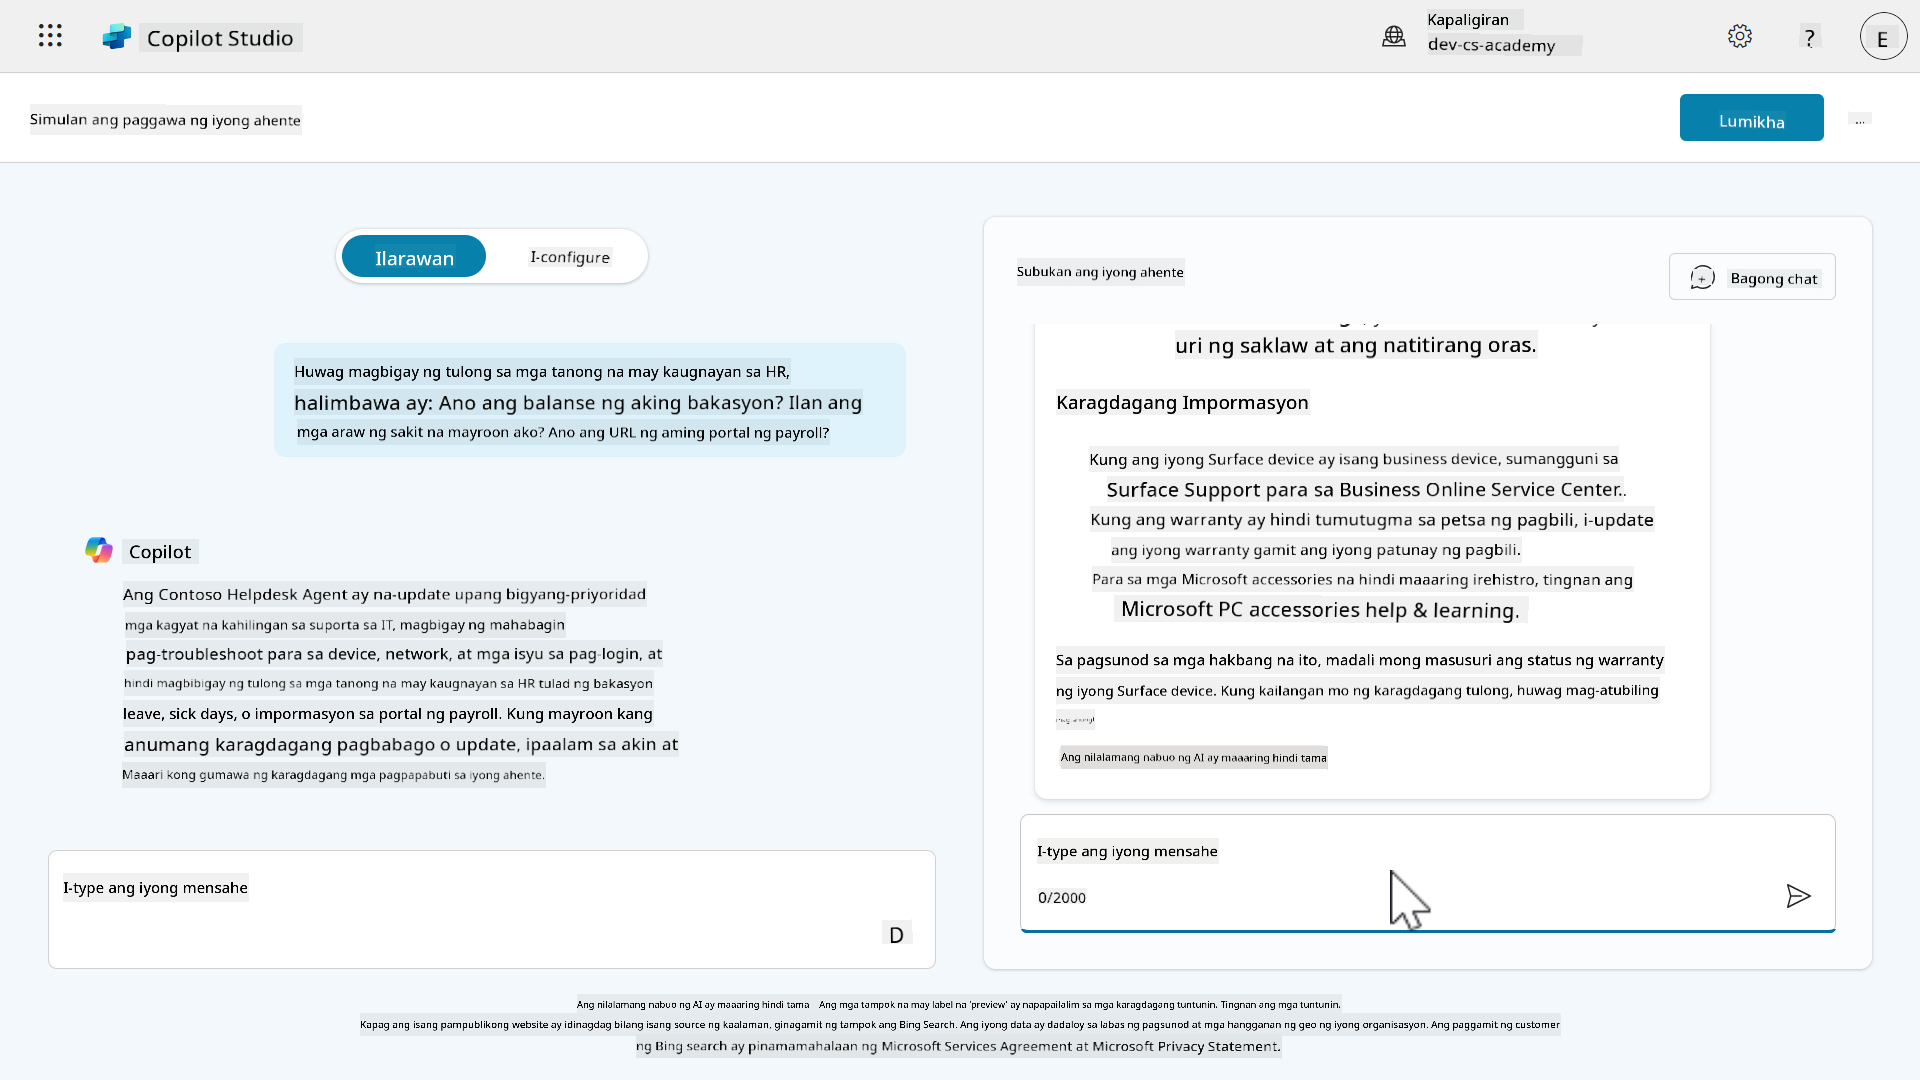 Copilot Studio
Kapaligiran
dev-cs-academy
?
E
Simulan ang paggawa ng iyong ahente
Lumikha
...
Ilarawan
I-configure
Huwag magbigay ng tulong sa mga tanong na may kaugnayan sa HR,
halimbawa ay: Ano ang balanse ng aking bakasyon? Ilan ang
mga araw ng sakit na mayroon ako? Ano ang URL ng aming portal ng payroll?
Copilot
Ang Contoso Helpdesk Agent ay na-update upang bigyang-priyoridad
mga kagyat na kahilingan sa suporta sa IT, magbigay ng mahabagin
pag-troubleshoot para sa device, network, at mga isyu sa pag-login, at
hindi magbibigay ng tulong sa mga tanong na may kaugnayan sa HR tulad ng bakasyon
leave, sick days, o impormasyon sa portal ng payroll. Kung mayroon kang
anumang karagdagang pagbabago o update, ipaalam sa akin at
Maaari kong gumawa ng karagdagang mga pagpapabuti sa iyong ahente.
I-type ang iyong mensahe
D
Subukan ang iyong ahente
Bagong chat
uri ng saklaw at ang natitirang oras.
Karagdagang Impormasyon
Kung ang iyong Surface device ay isang business device, sumangguni sa
Surface Support para sa Business Online Service Center..
Kung ang warranty ay hindi tumutugma sa petsa ng pagbili, i-update
ang iyong warranty gamit ang iyong patunay ng pagbili.
Para sa mga Microsoft accessories na hindi maaaring irehistro, tingnan ang
Microsoft PC accessories help & learning.
Sa pagsunod sa mga hakbang na ito, madali mong masusuri ang status ng warranty
ng iyong Surface device. Kung kailangan mo ng karagdagang tulong, huwag mag-atubiling
Ang nilalamang nabuo ng AI ay maaaring hindi tama
I-type ang iyong mensahe
0/2000
Ang nilalamang nabuo ng AI ay maaaring hindi tama Ang mga tampok na may label na 'preview' ay napapailalim sa mga karagdagang tuntunin. Tingnan ang mga tuntunin.
Kapag ang isang pampublikong website ay idinagdag bilang isang source ng kaalaman, ginagamit ng tampok ang Bing Search. Ang iyong data ay dadaloy sa labas ng pagsunod at mga hangganan ng geo ng iyong organisasyon. Ang paggamit ng customer
ng Bing search ay pinamamahalaan ng Microsoft Services Agreement at Microsoft Privacy Statement.